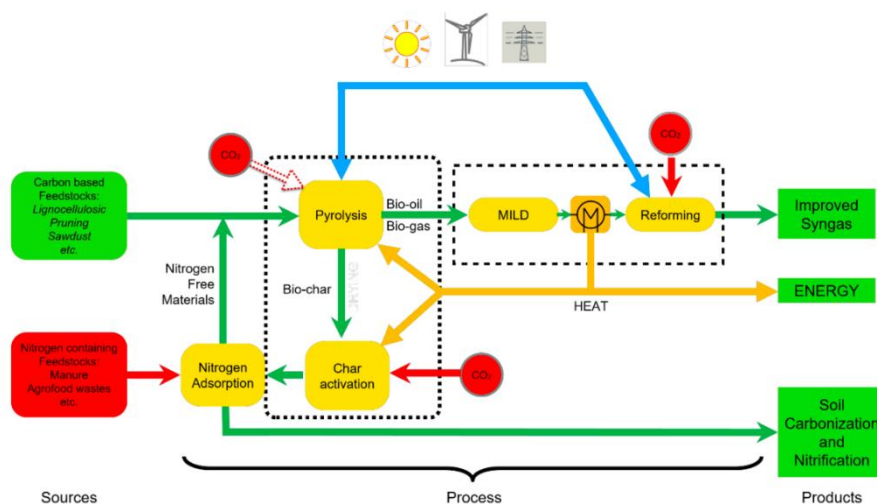 CO₂
CO₂
Carbon based
Feedstocks:
Lignocellulosic
Pruning
Sawdust
etc.
Pyrolysis
Bio-oil
Bio-gas
MILD
Reforming
Improved
Syngas
Nitrogen
Free
Materials
Bio-char
HEAT
ENERGY
Nitrogen containing
Feedstocks:
Manure
Agrofood wastes
etc.
Nitrogen
Adsorption
Char
activation
CO₂
Soil
Carbonization
and
Nitrification
Sources
Process
Products